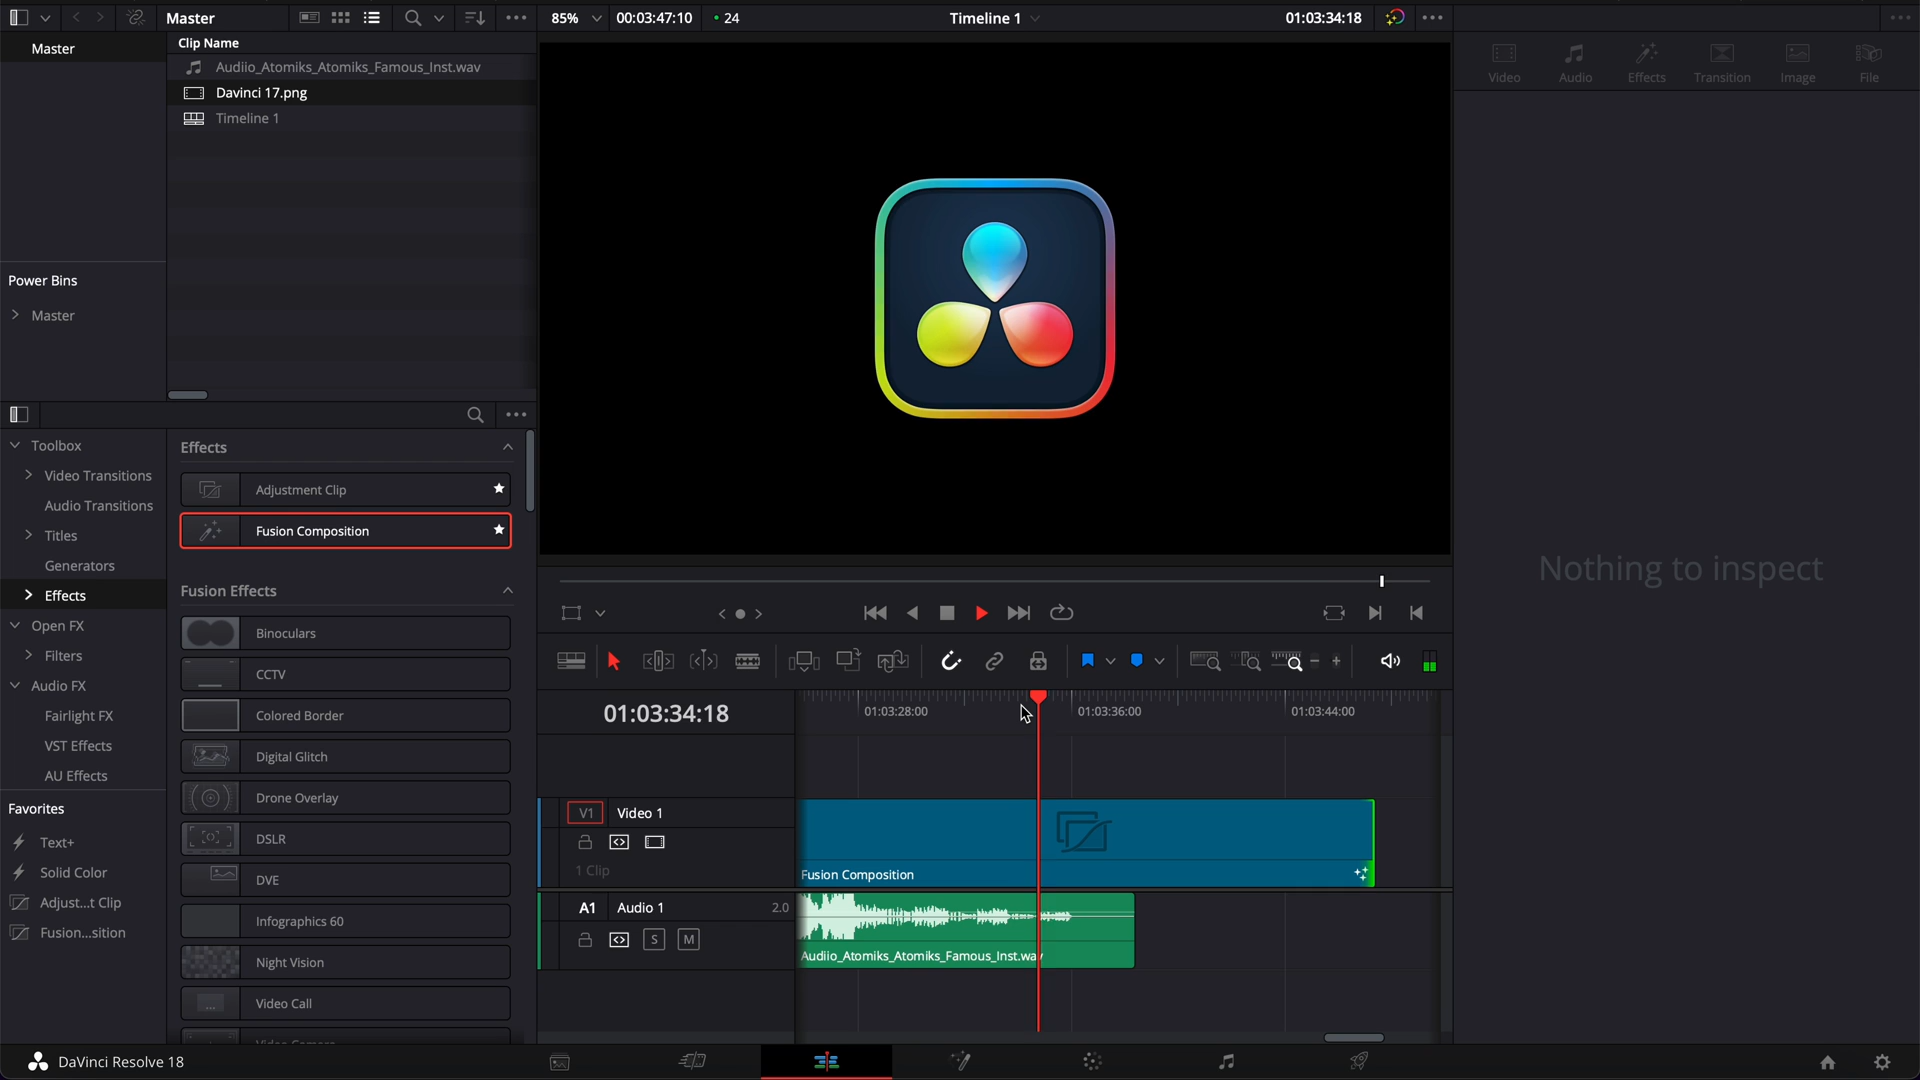 Master
85%
00:03:47:10
24
Timeline 1
01:03:34:18
Master
Clip Name
Audiio_Atomiks_Atomiks_Famous_Inst.wav
Davinci 17.png
Timeline 1
Video
Audio
Effects
Transition
Image
File
Power Bins
Master
Toolbox
Video Transitions
Audio Transitions
Titles
Generators
Effects
Open FX
Filters
Audio FX
Fairlight FX
VST Effects
AU Effects
Favorites
Text+
Solid Color
Adjust...t Clip
Fusion...sition
Effects
Adjustment Clip
Fusion Composition
Fusion Effects
Binoculars
CCTV
Colored Border
Digital Glitch
Drone Overlay
DSLR
DVE
Infographics 60
Night Vision
Video Call
Nothing to inspect
01:03:34:18
01:03:28:00
01:03:36:00
01:03:44:00
V1
Video 1
1 Clip
Fusion Composition
A1
Audio 1
2.0
S
M
Audiio_Atomiks_Atomiks_Famous_Inst.wav
DaVinci Resolve 18